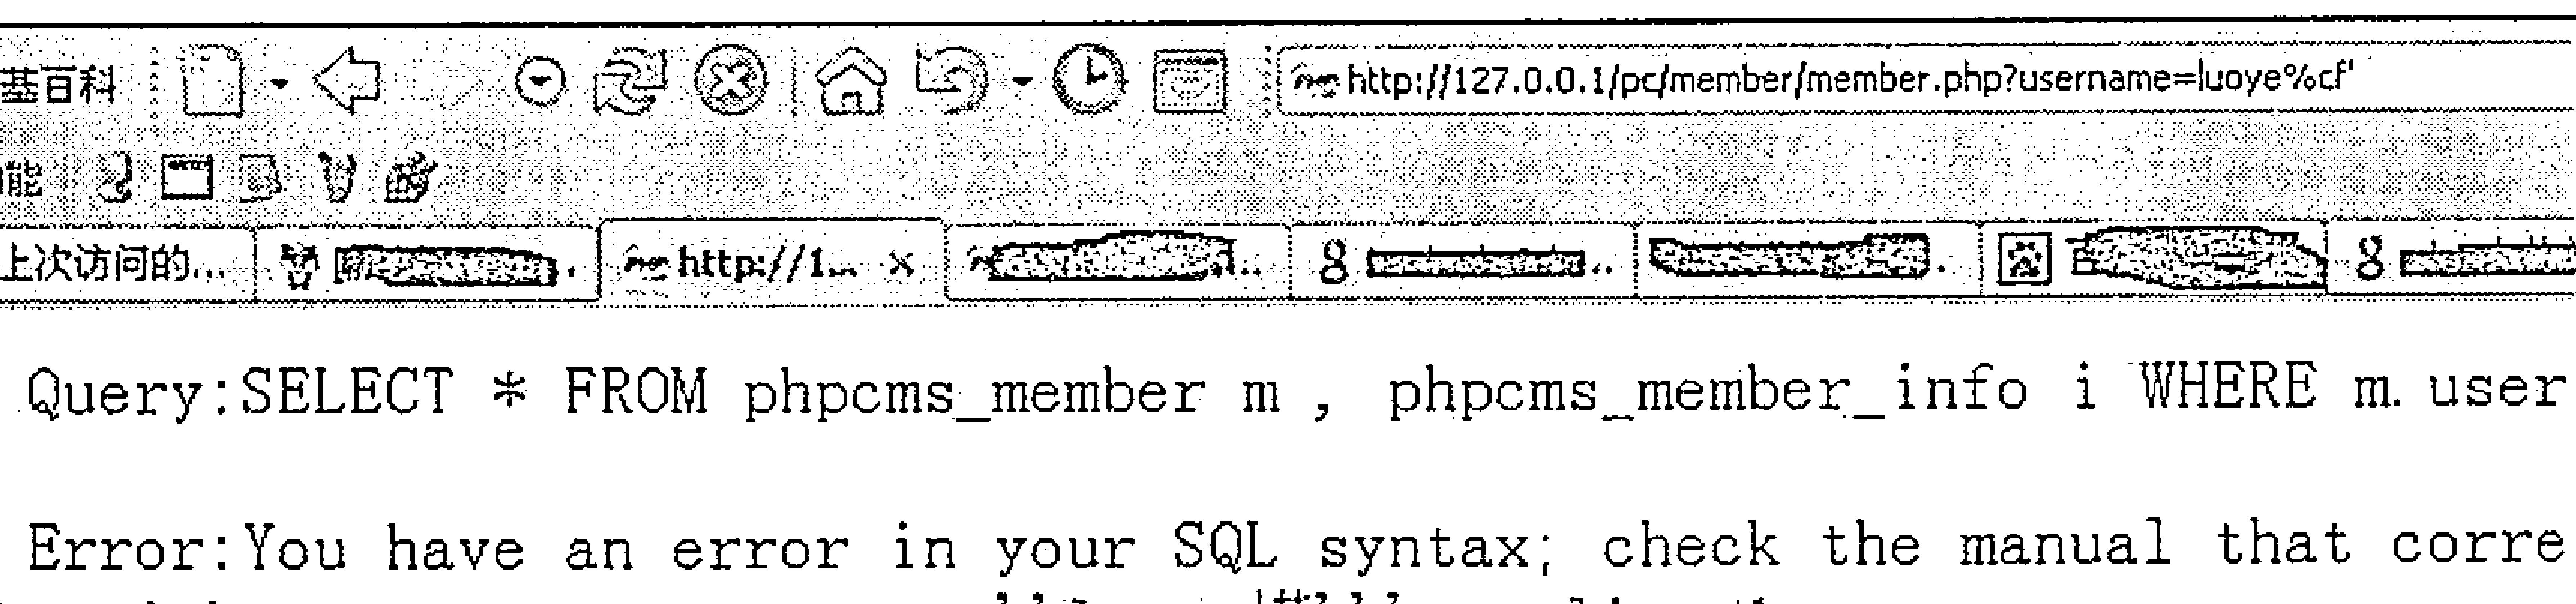 基百科 http://127.0.0.1/pc/member/member.php?username=luoye%cf'
能
上次访问的... http://1...
Query:SELECT * FROM phpcms_member m , phpcms_member_info i WHERE m. user
Error:You have an error in your SQL syntax; check the manual that corre